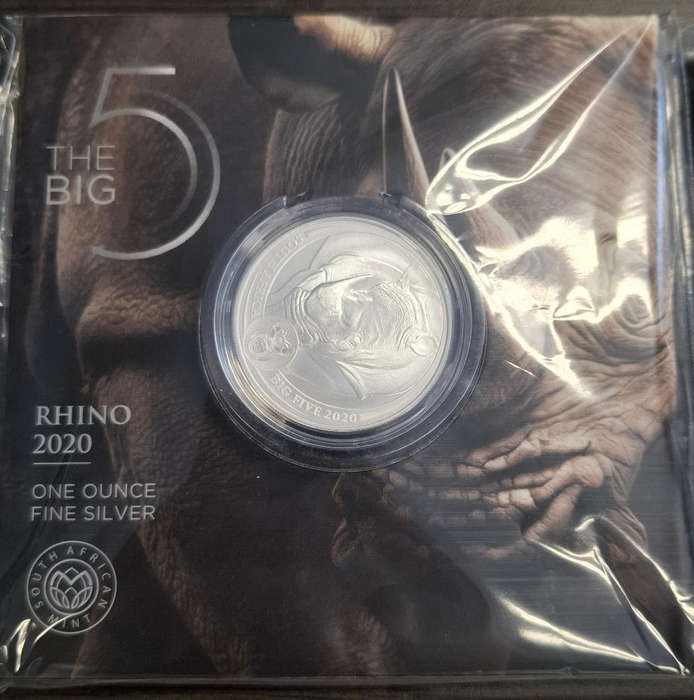 THE
BIG
5
RHINO
2020
ONE OUNCE
FINE SILVER
SOUTH AFRICAN
MINT
BIG FIVE 2020